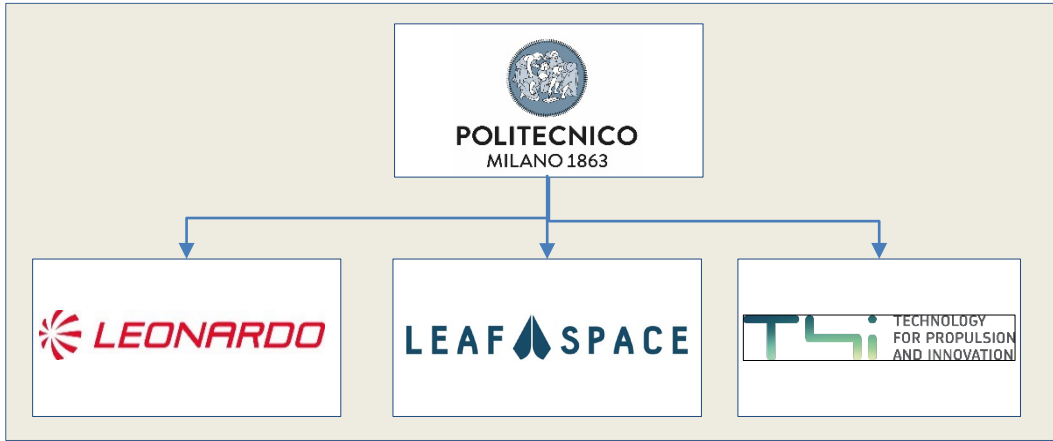 POLITECNICO
MILANO 1863
LEONARDO
LEAF SPACE
T4i
TECHNOLOGY
FOR PROPULSION
AND INNOVATION